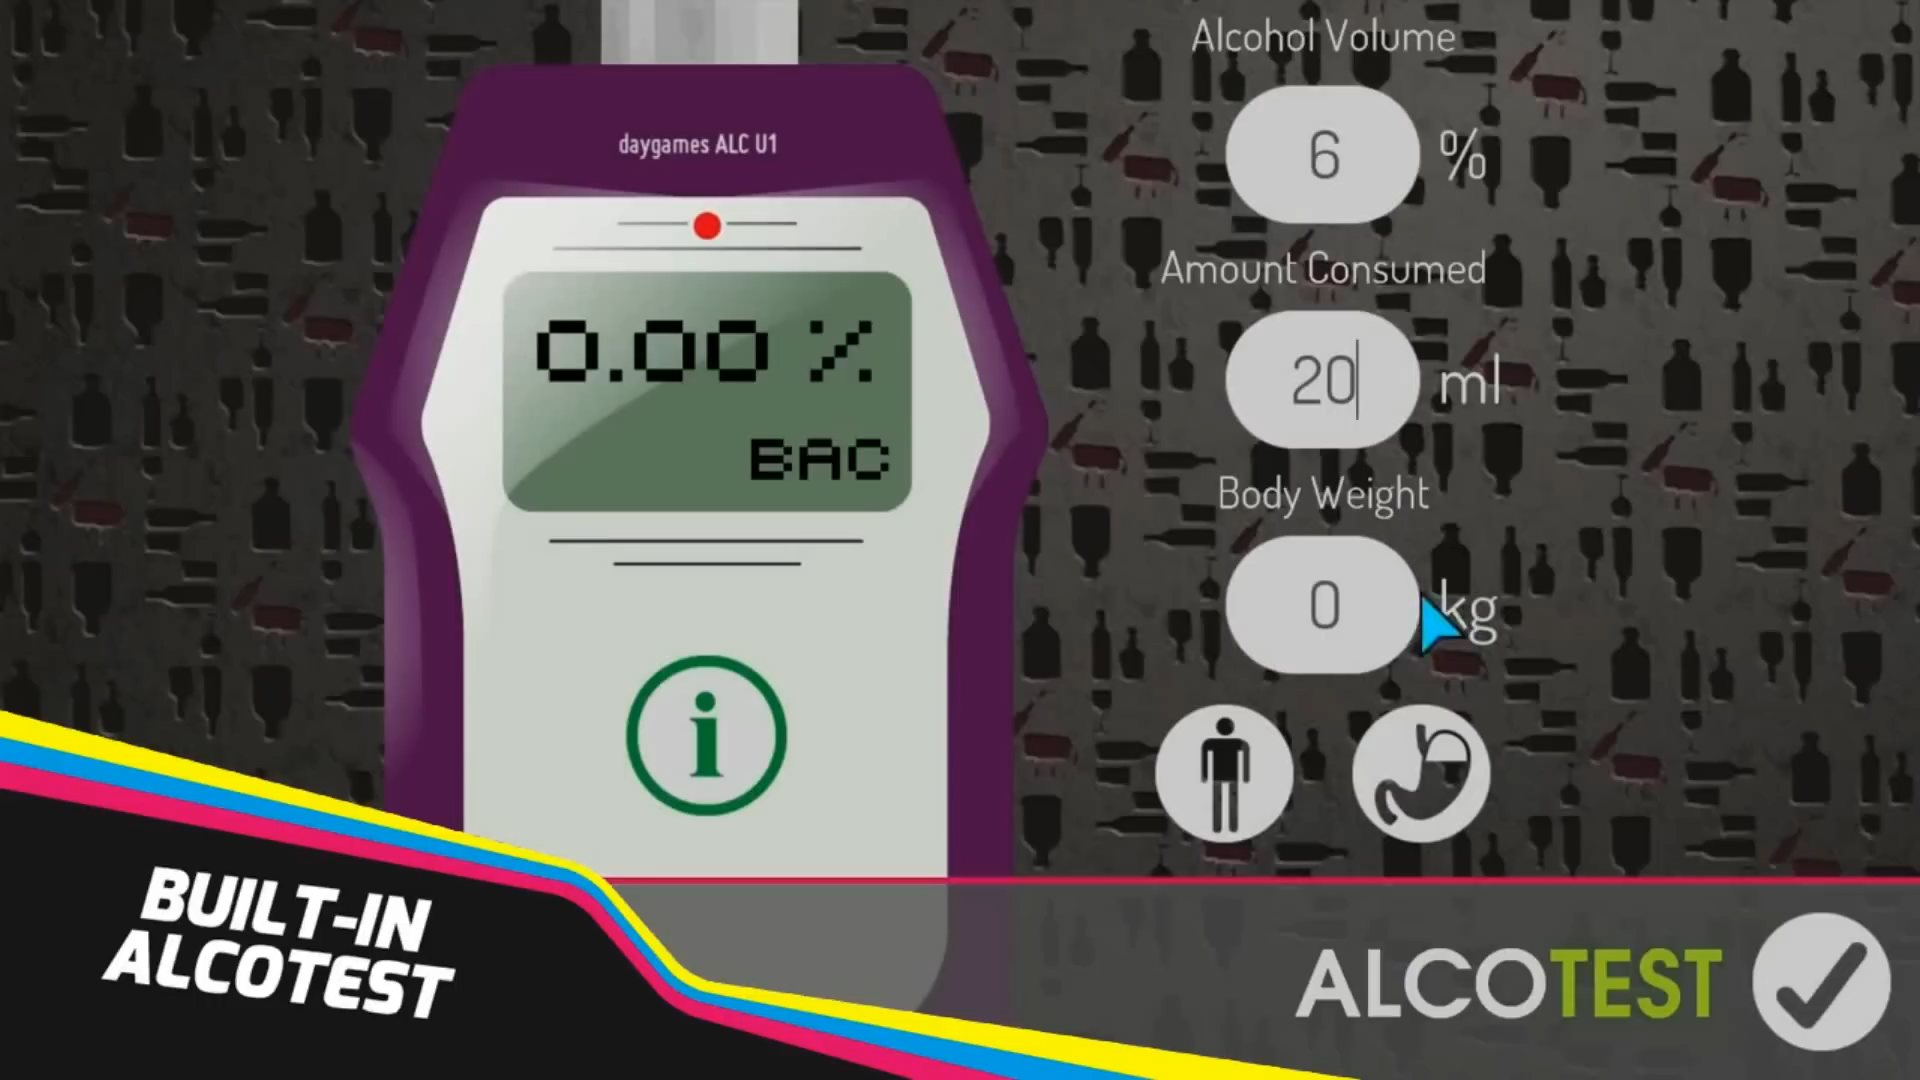 Alcohol Volume
6 %
daygames ALC U1
Amount Consumed
20 ml
0.00 %
BAC
Body Weight
0 kg
i
BUILT-IN
ALCOTEST
ALCOTEST